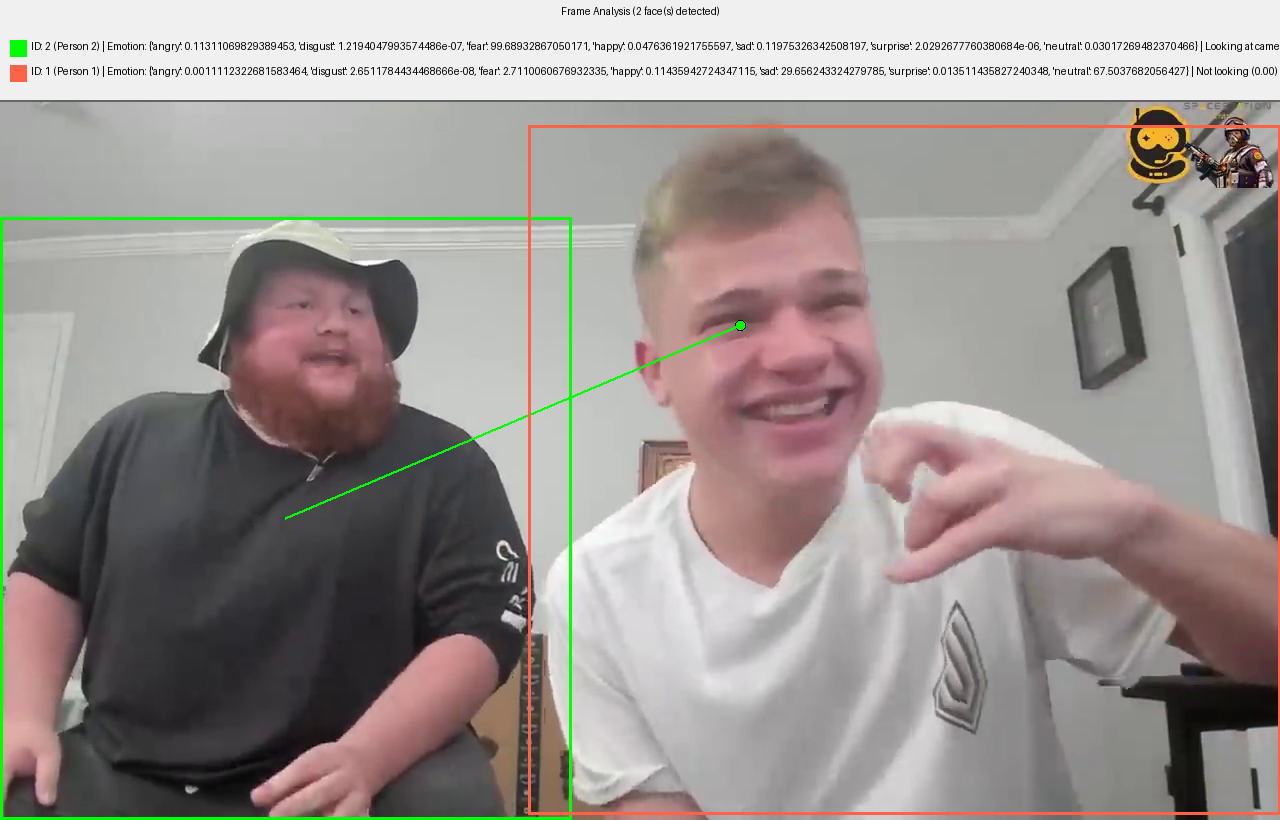 Frame Analysis (2 face(s) detected)
ID: 2 (Person 2) | Emotion: {'angry': 0.11311069829389453, 'disgust': 1.2194047993574486e-07, 'fear': 99.68932867050171, 'happy': 0.0476361921755597, 'sad': 0.11975326342508197, 'surprise': 2.0292677760380684e-06, 'neutral': 0.03017269482370466} | Looking at came
ID: 1 (Person 1) | Emotion: {'angry': 0.0011112322681583464, 'disgust': 2.6511784434468666e-08, 'fear': 2.7110060676932335, 'happy': 0.11435942724347115, 'sad': 29.656243324279785, 'surprise': 0.013511435827240348, 'neutral': 67.5037682056427} | Not looking (0.00)
SPACESTATION